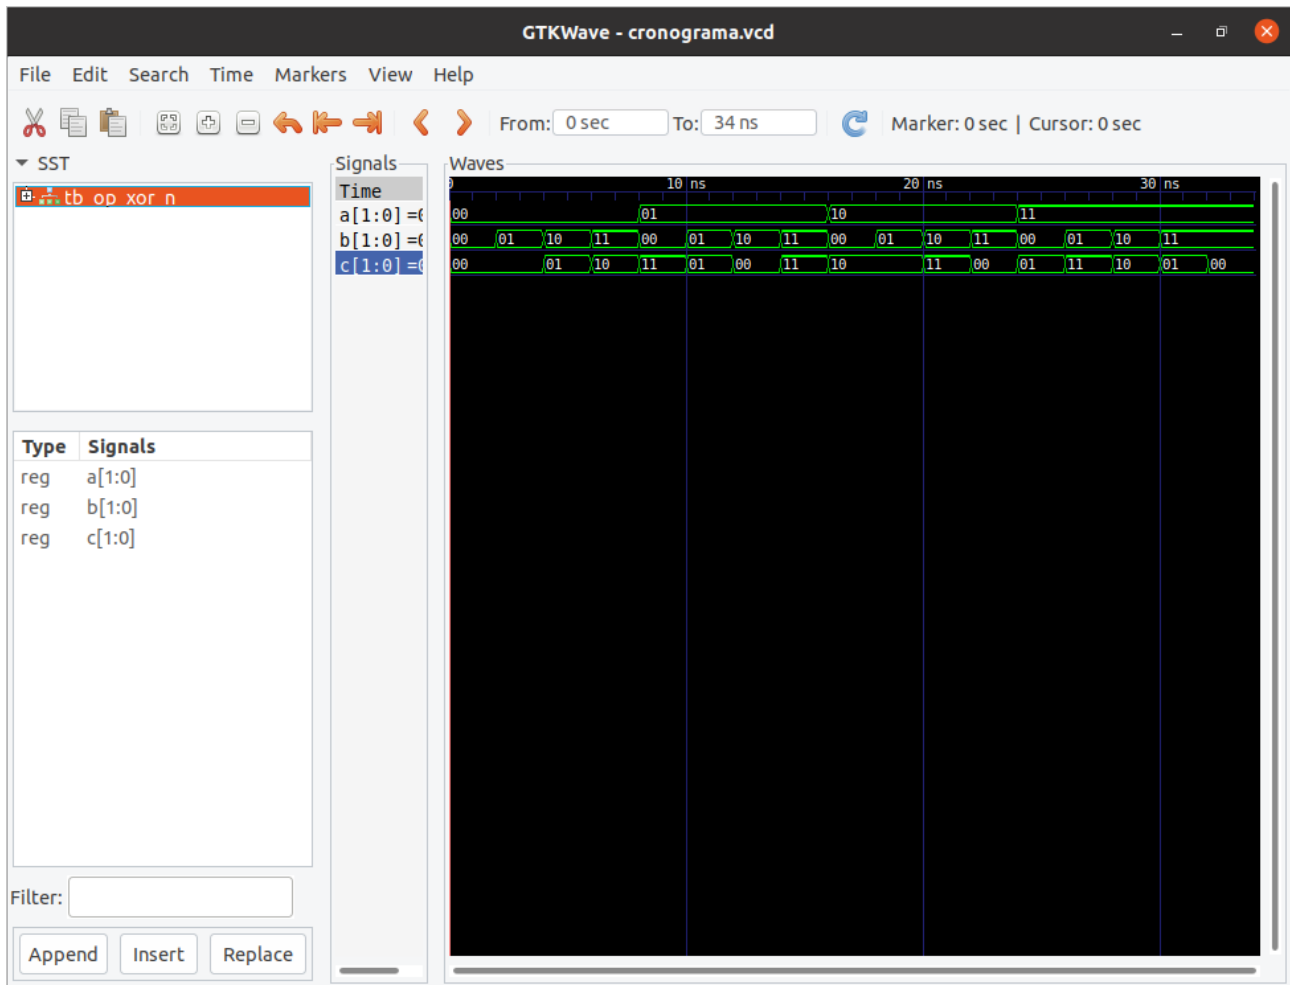 GTKWave - cronograma.vcd
File Edit Search Time Markers View Help
From: 0 sec To: 34 ns Marker: 0 sec | Cursor: 0 sec
SST
tb_op_xor_n
Type Signals
reg a[1:0]
reg b[1:0]
reg c[1:0]
Filter:
Append Insert Replace
Signals
Time
a[1:0] =0
b[1:0] =0
c[1:0] =0
Waves
0 10 ns 20 ns 30 ns
00 01 10 11
00 01 10 11 00 01 10 11 00 01 10 11 00 01 10 11
00 01 10 11 01 00 11 10 11 00 01 11 10 01 00